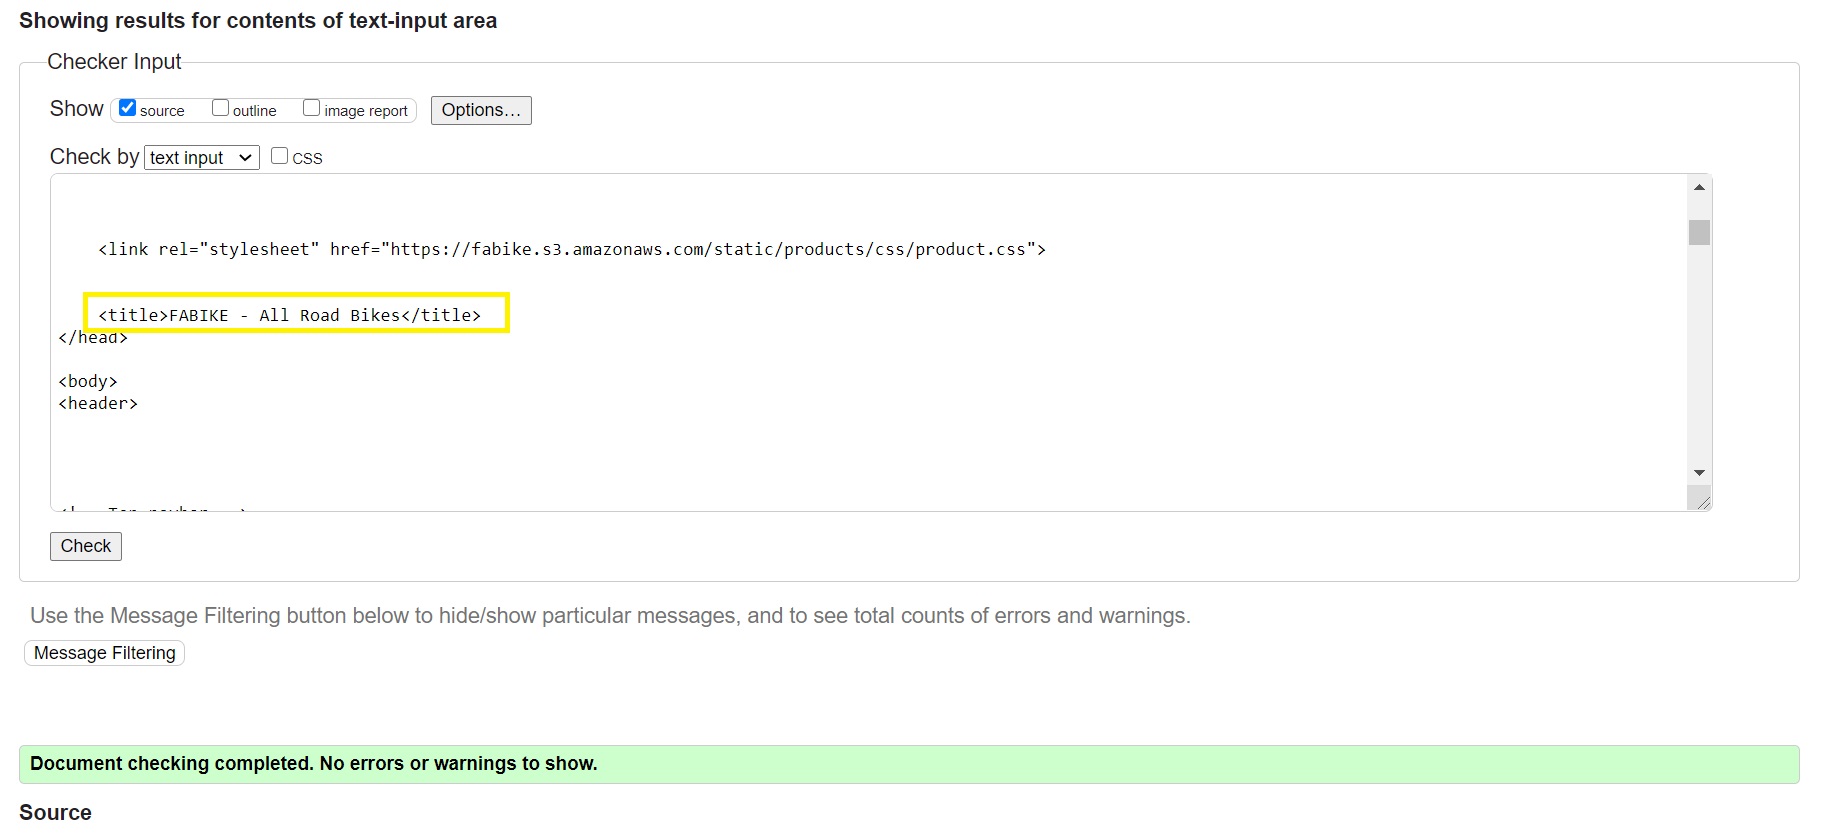 Showing results for contents of text-input area
Checker Input
Show source outline image report Options...
Check by text input CSS
<link rel="stylesheet" href="https://fabike.s3.amazonaws.com/static/products/css/product.css">
<title>FABIKE - All Road Bikes</title>
</head>
<body>
<header>
Check
Use the Message Filtering button below to hide/show particular messages, and to see total counts of errors and warnings.
Message Filtering
Document checking completed. No errors or warnings to show.
Source